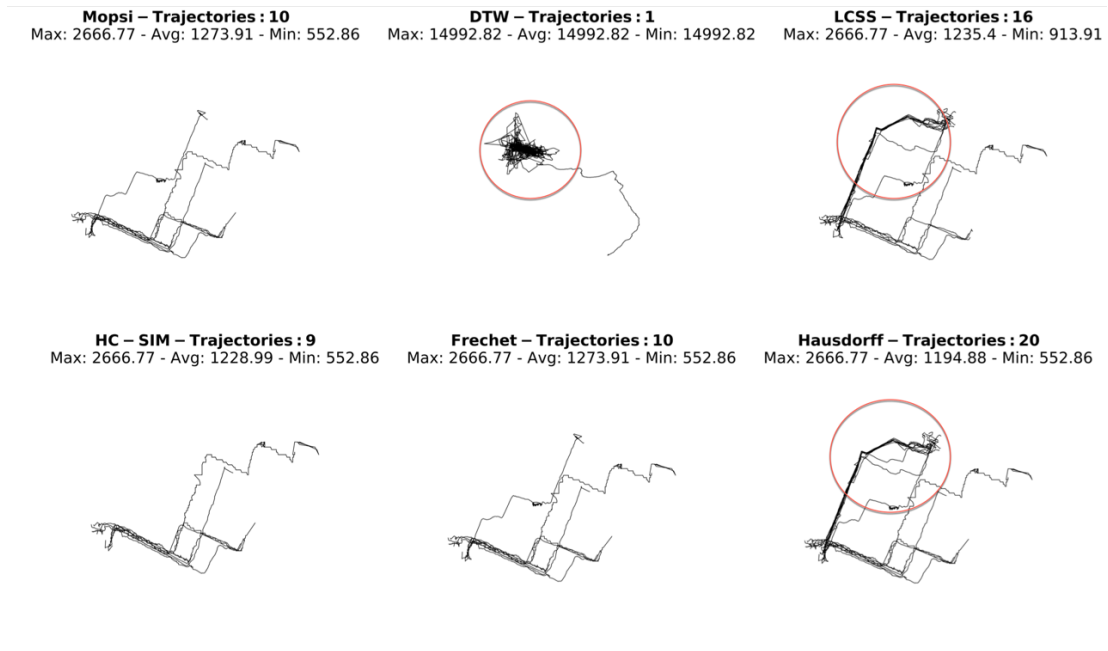 Mopsi – Trajectories : 10
Max: 2666.77 - Avg: 1273.91 - Min: 552.86
DTW – Trajectories : 1
Max: 14992.82 - Avg: 14992.82 - Min: 14992.82
LCSS – Trajectories : 16
Max: 2666.77 - Avg: 1235.4 - Min: 913.91
HC – SIM – Trajectories : 9
Max: 2666.77 - Avg: 1228.99 - Min: 552.86
Frechet – Trajectories : 10
Max: 2666.77 - Avg: 1273.91 - Min: 552.86
Hausdorff – Trajectories : 20
Max: 2666.77 - Avg: 1194.88 - Min: 552.86